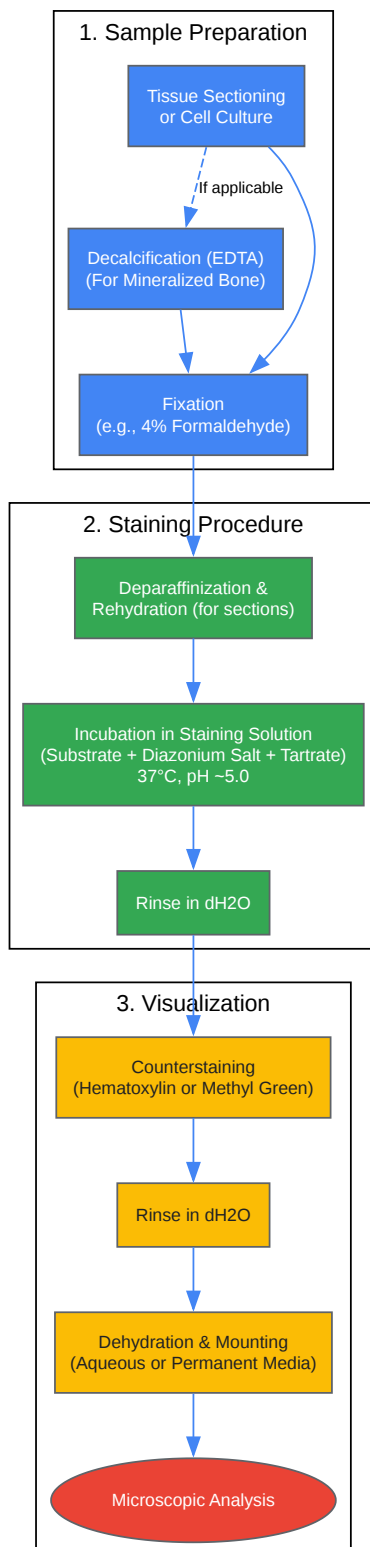 1. Sample Preparation
Tissue Sectioning
or Cell Culture
If applicable
Decalcification (EDTA)
(For Mineralized Bone)
Fixation
(e.g., 4% Formaldehyde)
2. Staining Procedure
Deparaffinization &
Rehydration (for sections)
Incubation in Staining Solution
(Substrate + Diazonium Salt + Tartrate)
37°C, pH ~5.0
Rinse in dH2O
3. Visualization
Counterstaining
(Hematoxylin or Methyl Green)
Rinse in dH2O
Dehydration & Mounting
(Aqueous or Permanent Media)
Microscopic Analysis